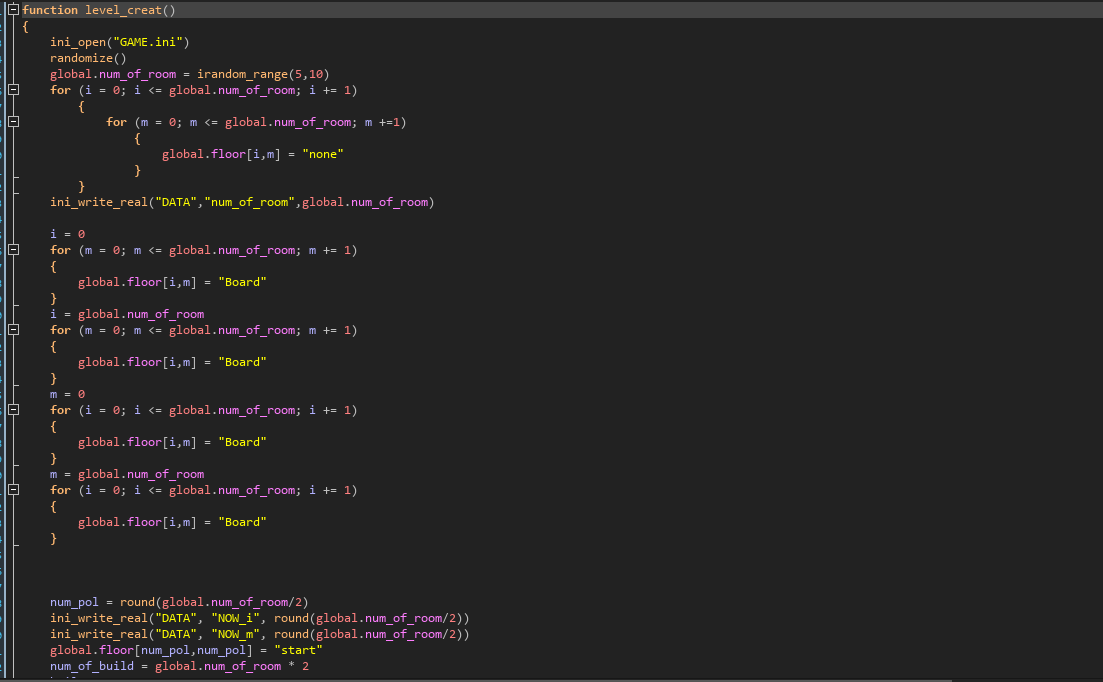 function level_creat()
{
    ini_open("GAME.ini")
    randomize()
    global.num_of_room = irandom_range(5,10)
    for (i = 0; i <= global.num_of_room; i += 1)
        {
            for (m = 0; m <= global.num_of_room; m +=1)
                {
                    global.floor[i,m] = "none"
                }
        }
    ini_write_real("DATA","num_of_room",global.num_of_room)
    i = 0
    for (m = 0; m <= global.num_of_room; m += 1)
    {
        global.floor[i,m] = "Board"
    }
    i = global.num_of_room
    for (m = 0; m <= global.num_of_room; m += 1)
    {
        global.floor[i,m] = "Board"
    }
    m = 0
    for (i = 0; i <= global.num_of_room; i += 1)
    {
        global.floor[i,m] = "Board"
    }
    m = global.num_of_room
    for (i = 0; i <= global.num_of_room; i += 1)
    {
        global.floor[i,m] = "Board"
    }
    num_pol = round(global.num_of_room/2)
    ini_write_real("DATA", "NOW_i", round(global.num_of_room/2))
    ini_write_real("DATA", "NOW_m", round(global.num_of_room/2))
    global.floor[num_pol,num_pol] = "start"
    num_of_build = global.num_of_room * 2